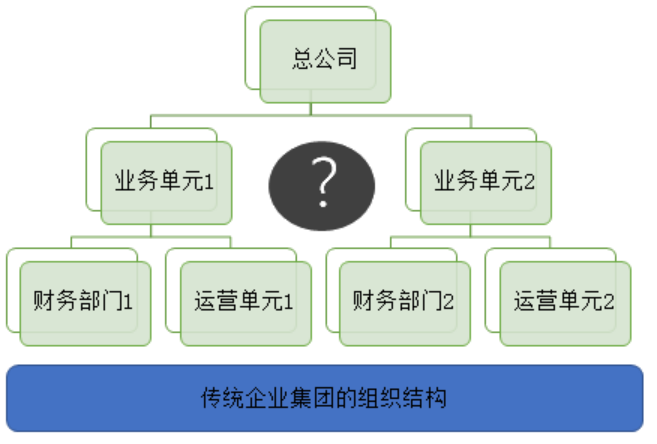 总公司
业务单元1
?
业务单元2
财务部门1
运营单元1
财务部门2
运营单元2
传统企业集团的组织结构